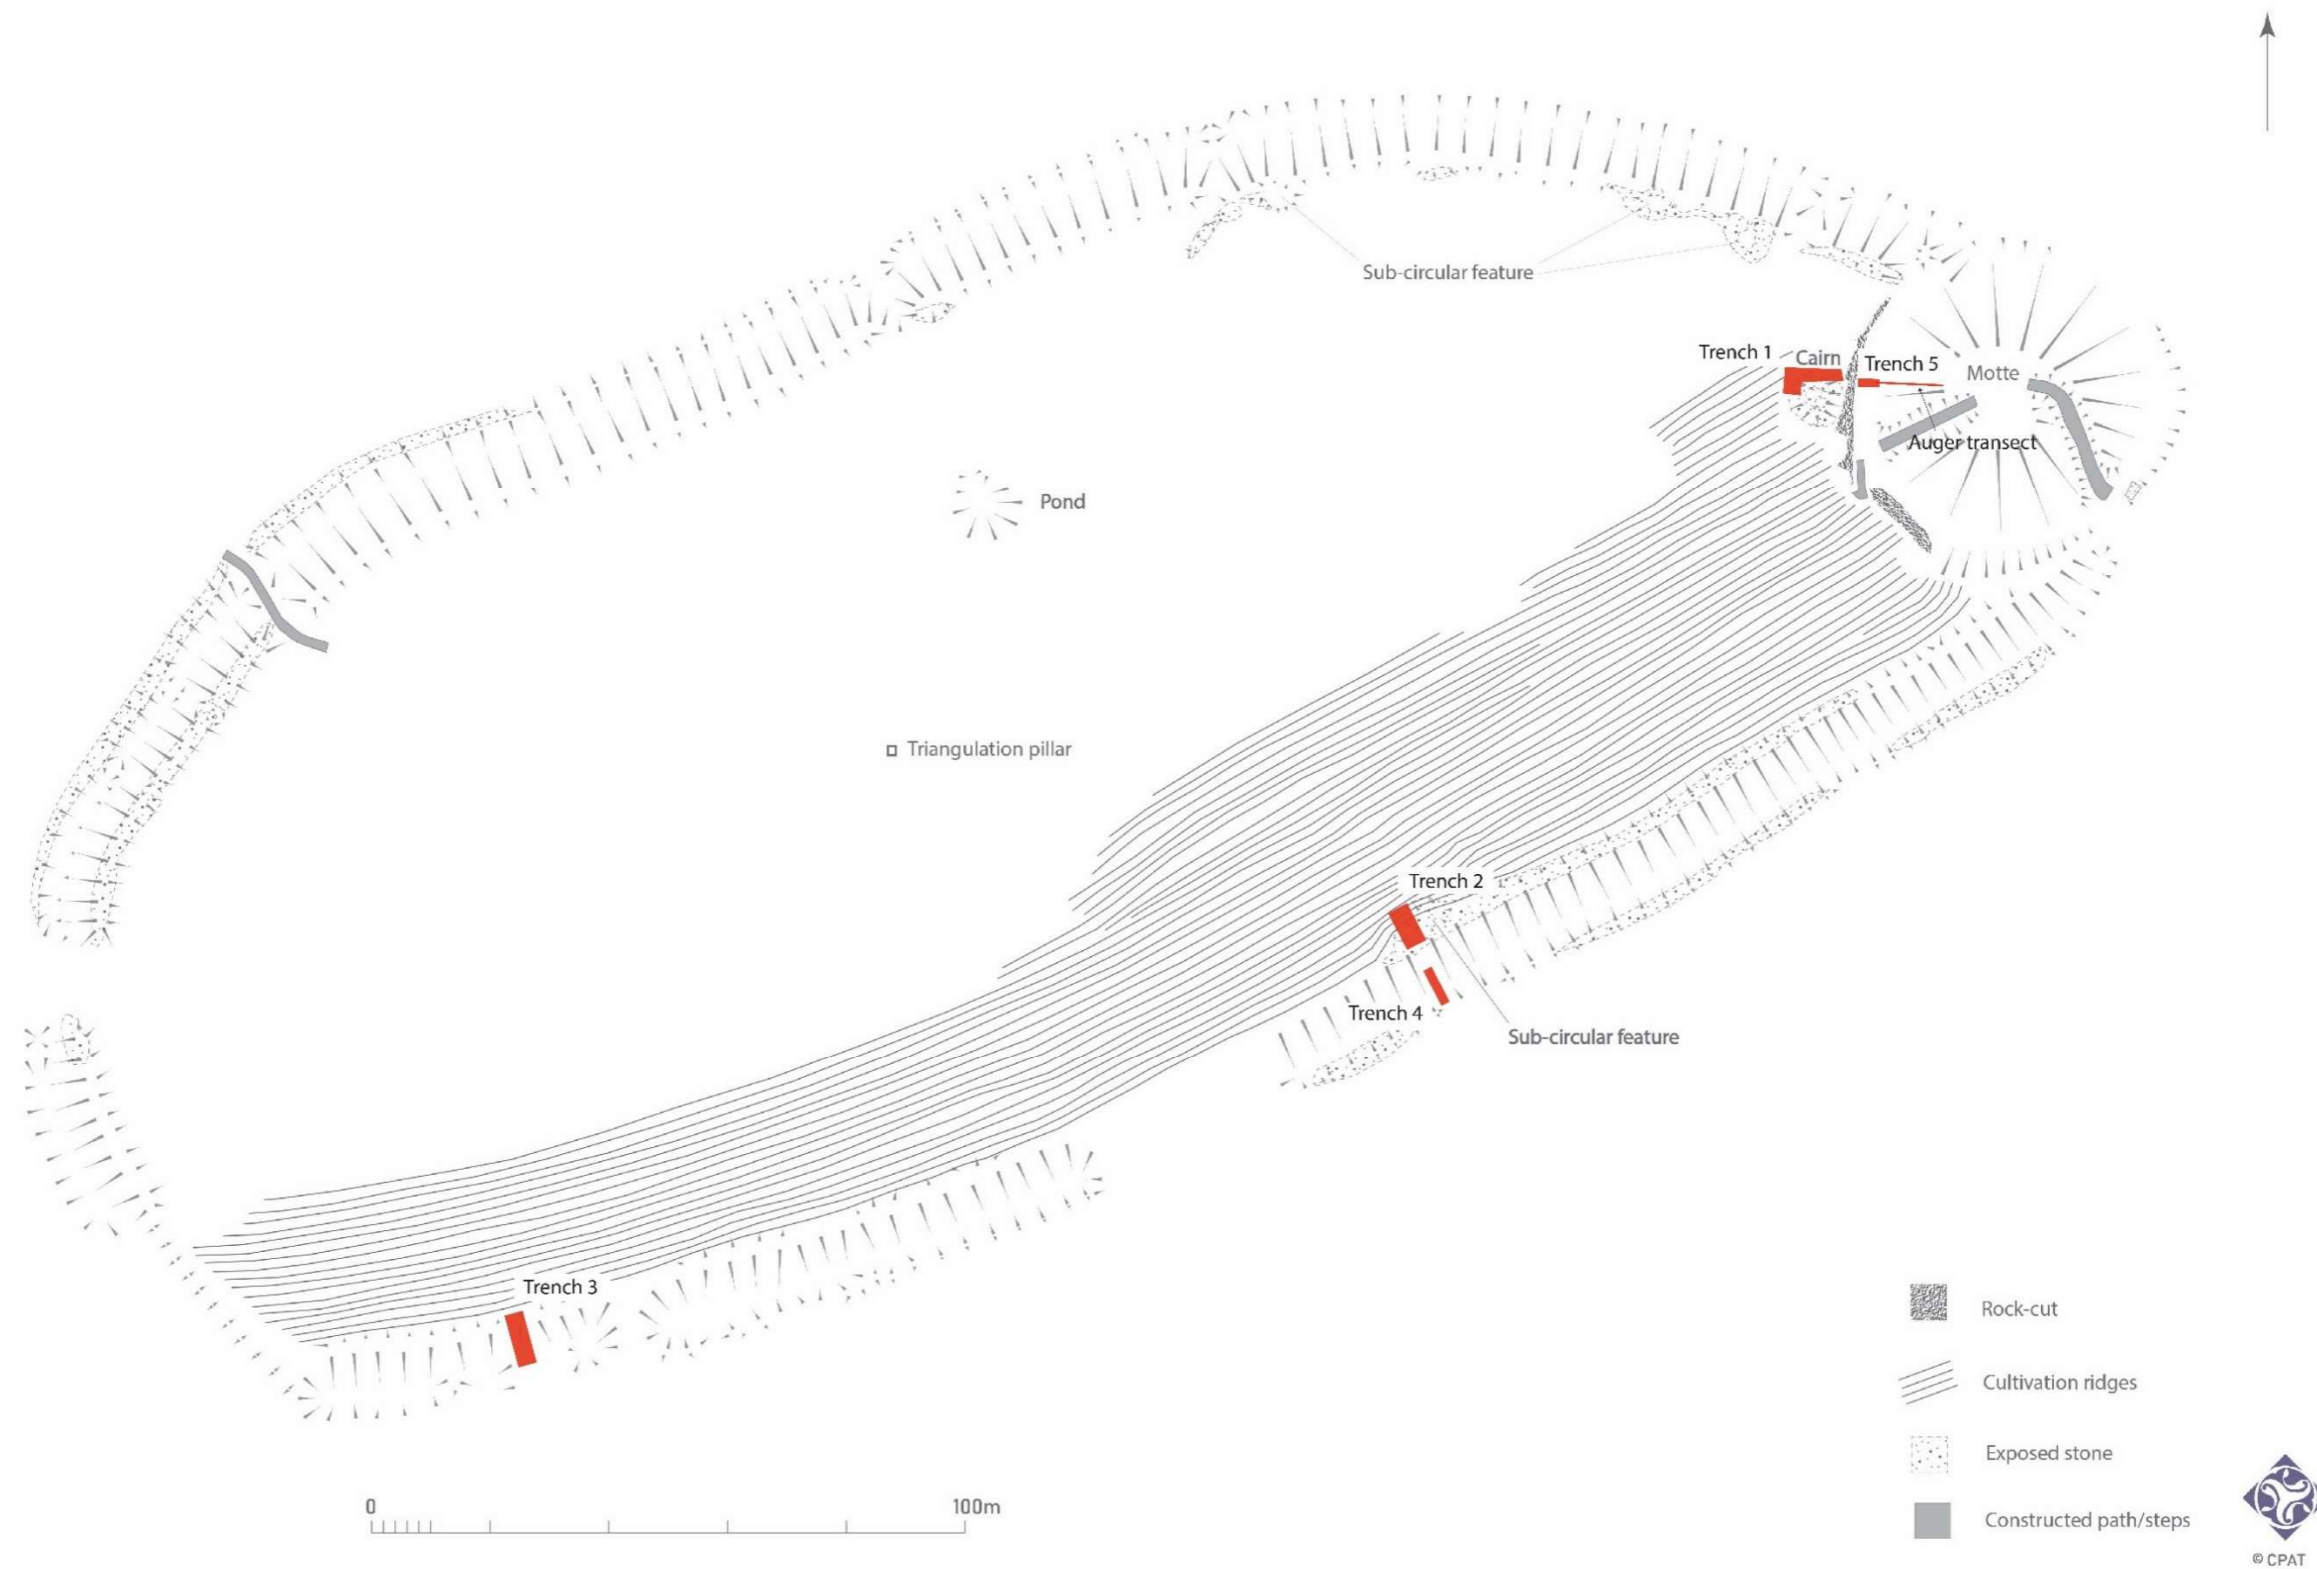 Sub-circular feature
Trench 1
Cairn
Trench 5
Motte
Auger transect
Pond
Triangulation pillar
Trench 2
Trench 4
Sub-circular feature
Trench 3
Rock-cut
Cultivation ridges
Exposed stone
Constructed path/steps
0
100m
© CPAT